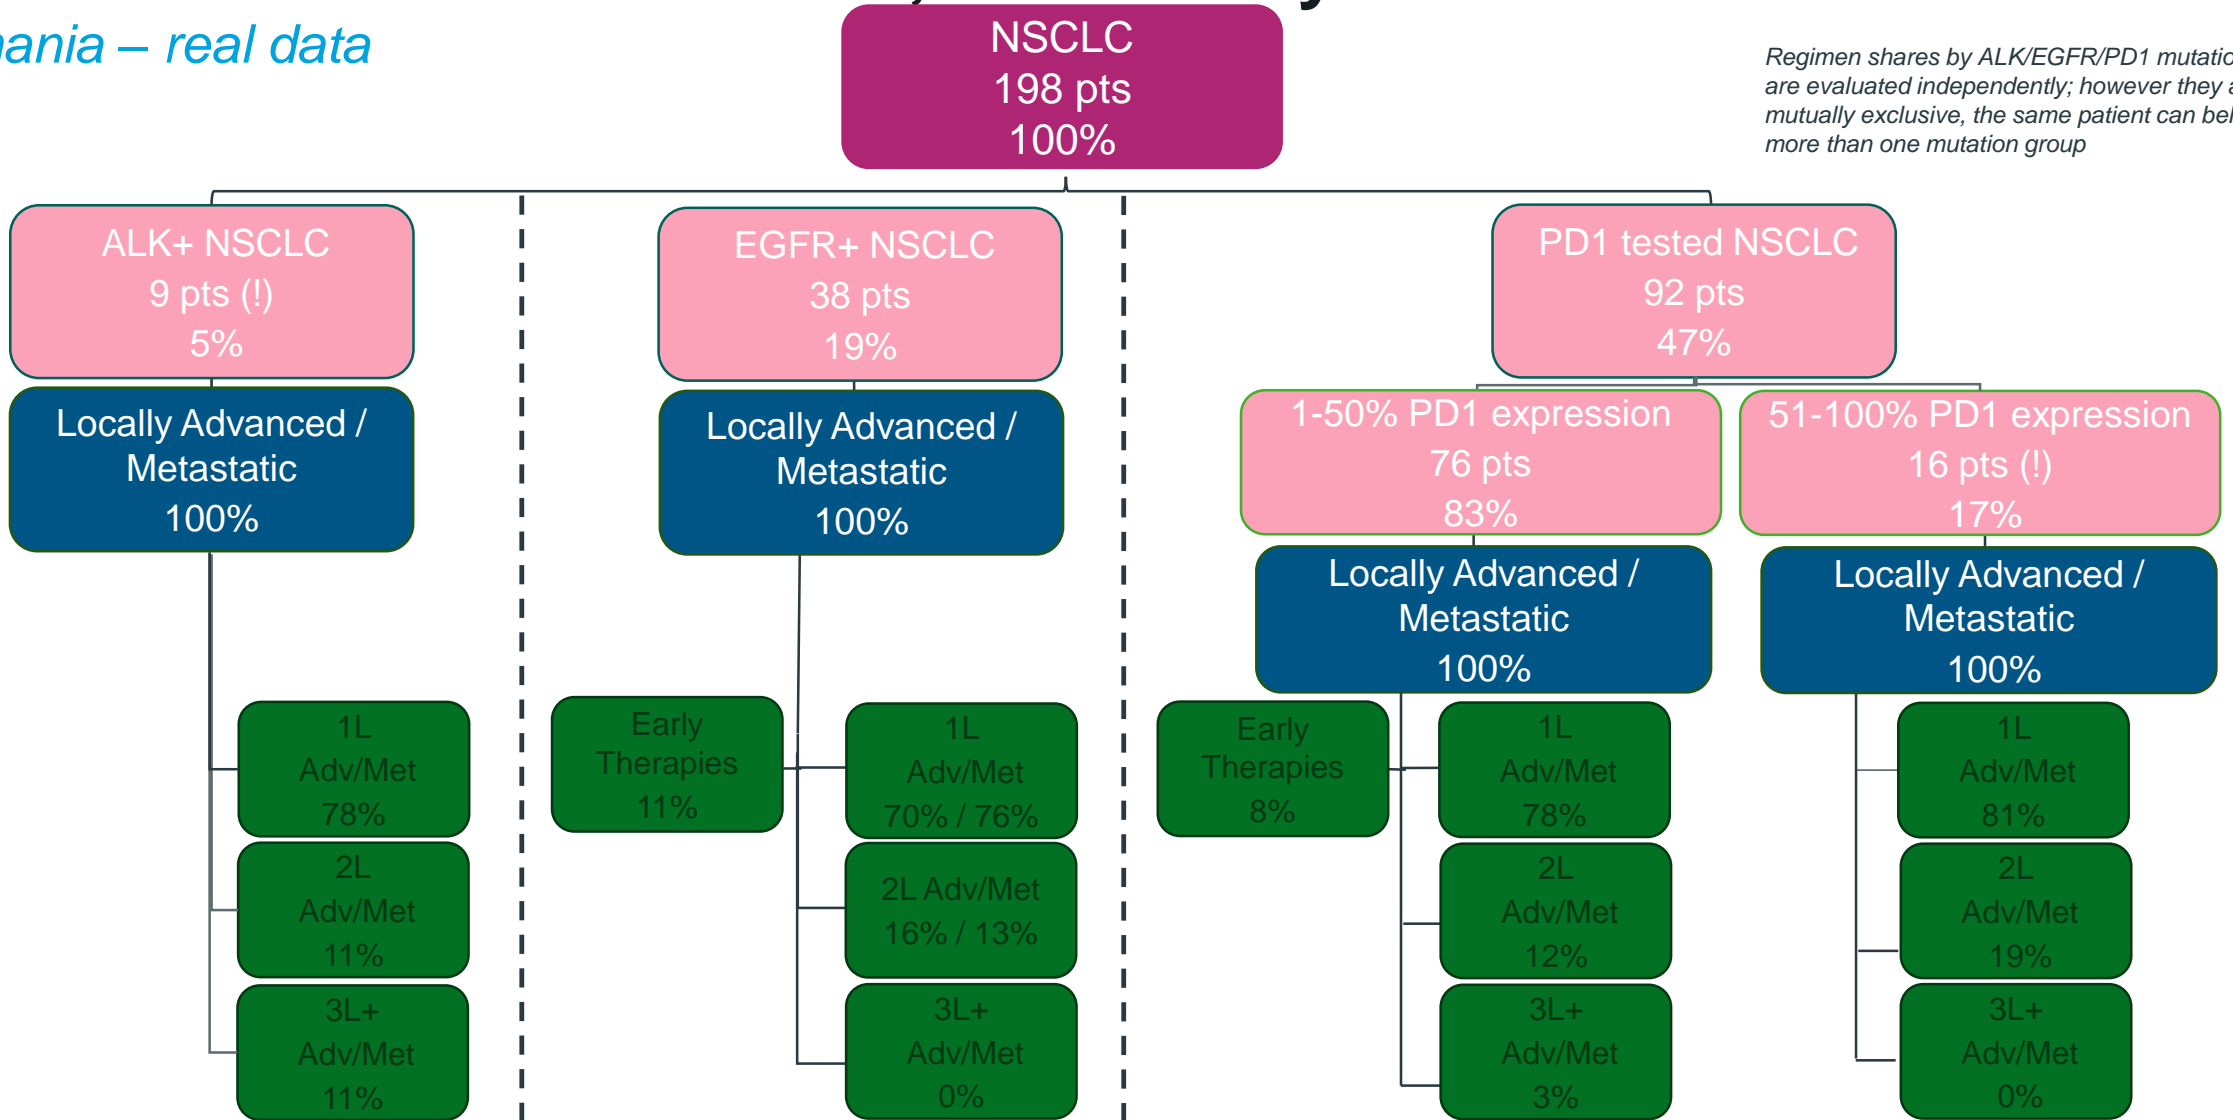 – real data
NSCLC
198 pts
100%
Regimen shares by ALK/EGFR/PD1
are evaluated independently; however they
mutually exclusive, the same patient can
more than one mutation group
ALK+ NSCLC
9 pts (!)
5%
EGFR+ NSCLC
38 pts
19%
PD1 tested NSCLC
92 pts
47%
Locally Advanced /
Metastatic
100%
Locally Advanced /
Metastatic
100%
1-50% PD1 expression
76 pts
83%
51-100% PD1 expression
16 pts (!)
17%
Locally Advanced /
Metastatic
100%
Locally Advanced /
Metastatic
100%
1L
Adv/Met
78%
2L
Adv/Met
11%
3L+
Adv/Met
11%
Early
Therapies
11%
1L
Adv/Met
70% / 76%
2L Adv/Met
16% / 13%
3L+
Adv/Met
0%
Early
Therapies
8%
1L
Adv/Met
78%
2L
Adv/Met
12%
3L+
Adv/Met
3%
1L
Adv/Met
81%
2L
Adv/Met
19%
3L+
Adv/Met
0%